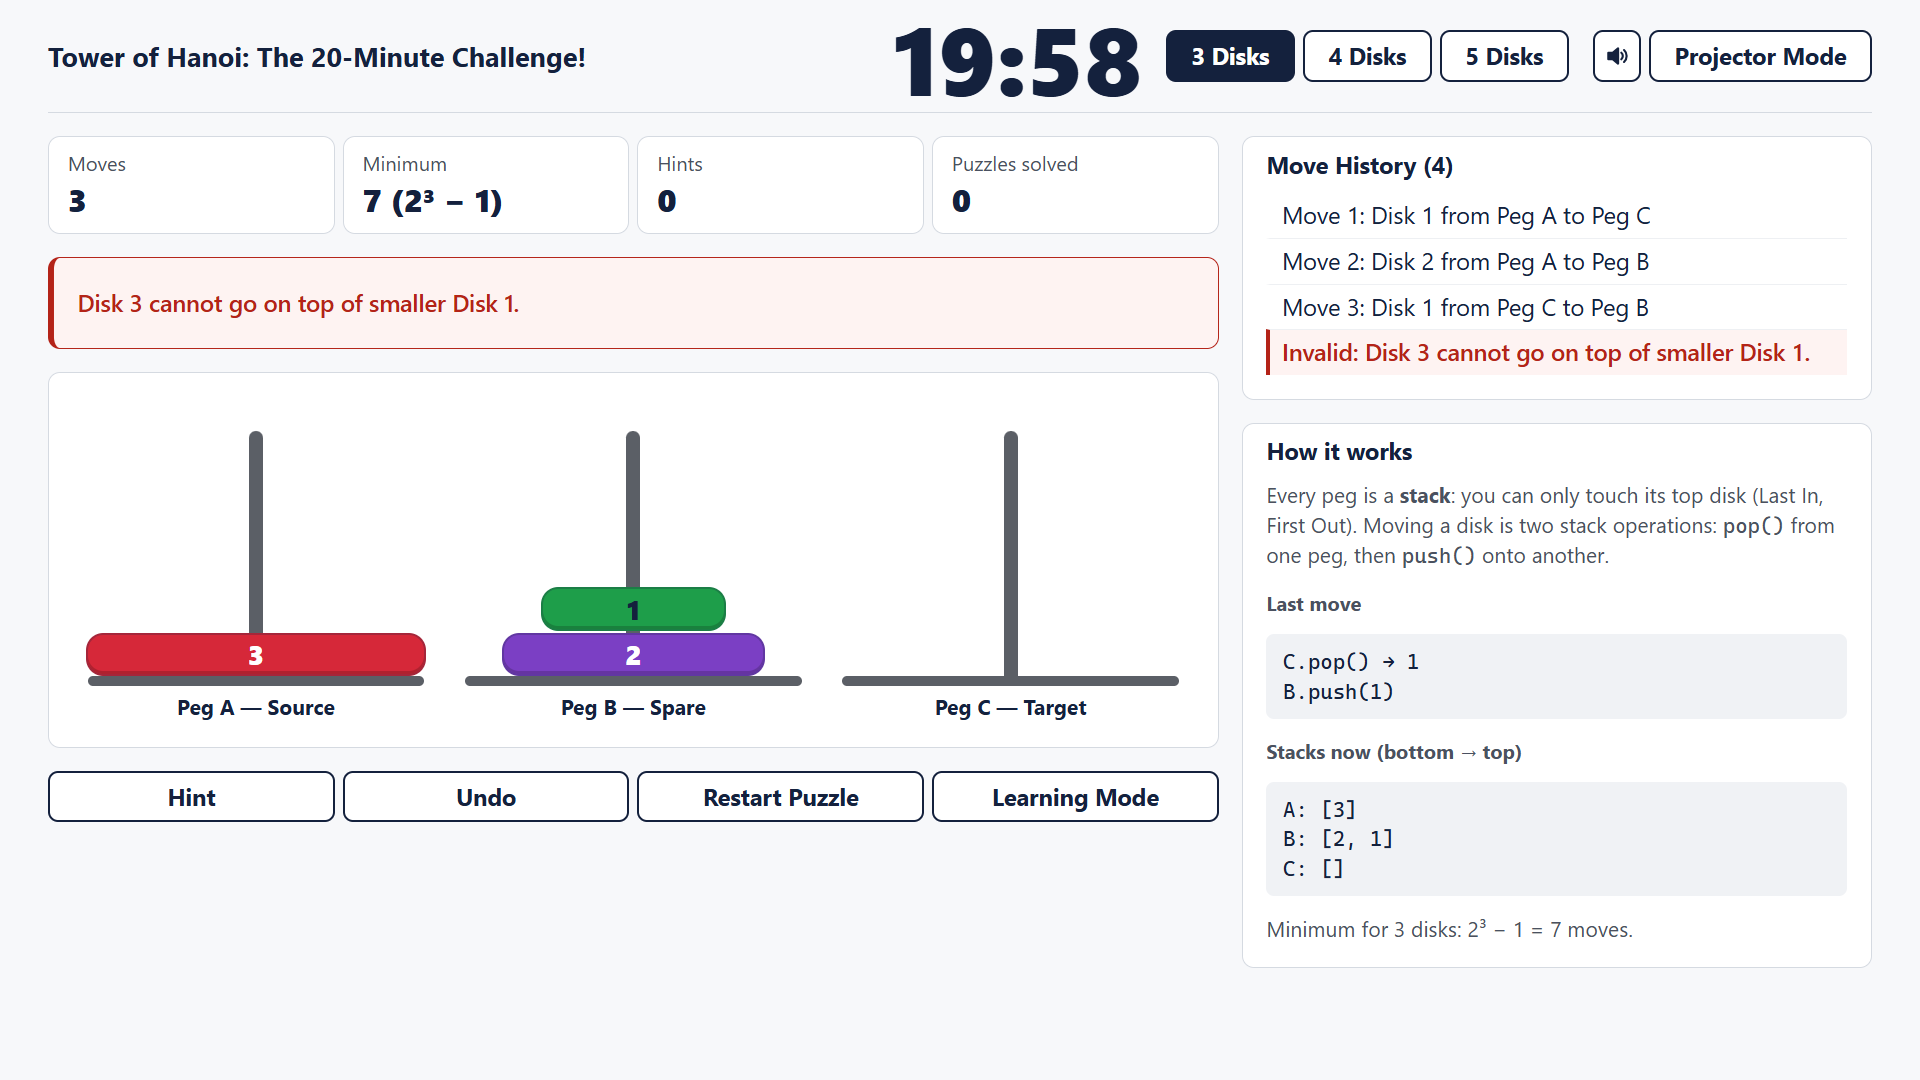 Tower of Hanoi: The 20-Minute Challenge!
19:58
3 Disks
4 Disks
5 Disks
Projector Mode
Moves
3
Minimum
7 (2³ − 1)
Hints
0
Puzzles solved
0
Disk 3 cannot go on top of smaller Disk 1.
3
1
2
Peg A — Source
Peg B — Spare
Peg C — Target
Hint
Undo
Restart Puzzle
Learning Mode
Move History (4)
Move 1: Disk 1 from Peg A to Peg C
Move 2: Disk 2 from Peg A to Peg B
Move 3: Disk 1 from Peg C to Peg B
Invalid: Disk 3 cannot go on top of smaller Disk 1.
How it works
Every peg is a stack: you can only touch its top disk (Last In,
First Out). Moving a disk is two stack operations: pop() from
one peg, then push() onto another.
Last move
C.pop() → 1
B.push(1)
Stacks now (bottom → top)
A: [3]
B: [2, 1]
C: []
Minimum for 3 disks: 2³ − 1 = 7 moves.